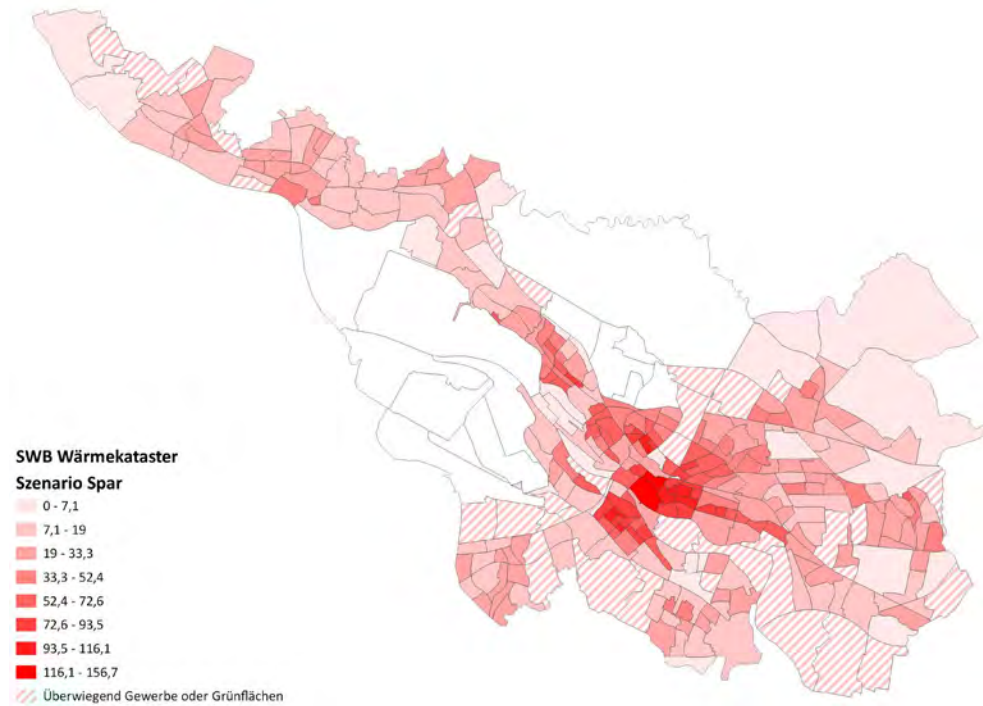 SWB Wärmekataster
Szenario Spar
0 - 7,1
7,1 - 19
19 - 33,3
33,3 - 52,4
52,4 - 72,6
72,6 - 93,5
93,5 - 116,1
116,1 - 156,7
Überwiegend Gewerbe oder Grünflächen